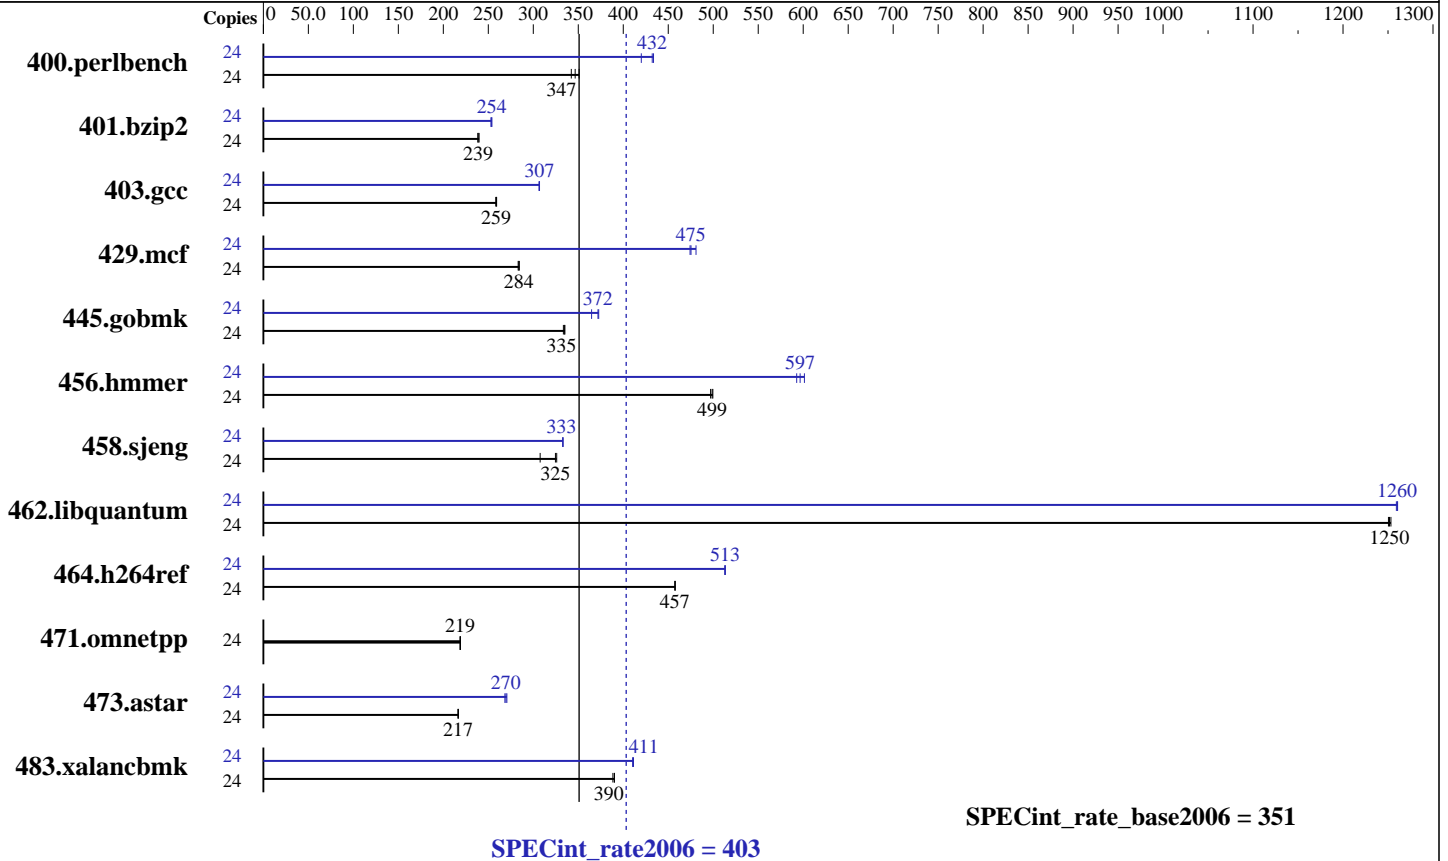 Copies 0 50.0 100 150 200 250 300 350 400 450 500 550 600 650 700 750 800 850 900 950 1000 1100 1200 1300
400.perlbench 24 432
24 347
401.bzip2 24 254
24 239
403.gcc 24 307
24 259
429.mcf 24 475
24 284
445.gobmk 24 372
24 335
456.hmmer 24 597
24 499
458.sjeng 24 333
24 325
462.libquantum 24 1260
24 1250
464.h264ref 24 513
24 457
471.omnetpp 24 219
473.astar 24 270
24 217
483.xalancbmk 24 411
24 390
SPECint_rate_base2006 = 351
SPECint_rate2006 = 403